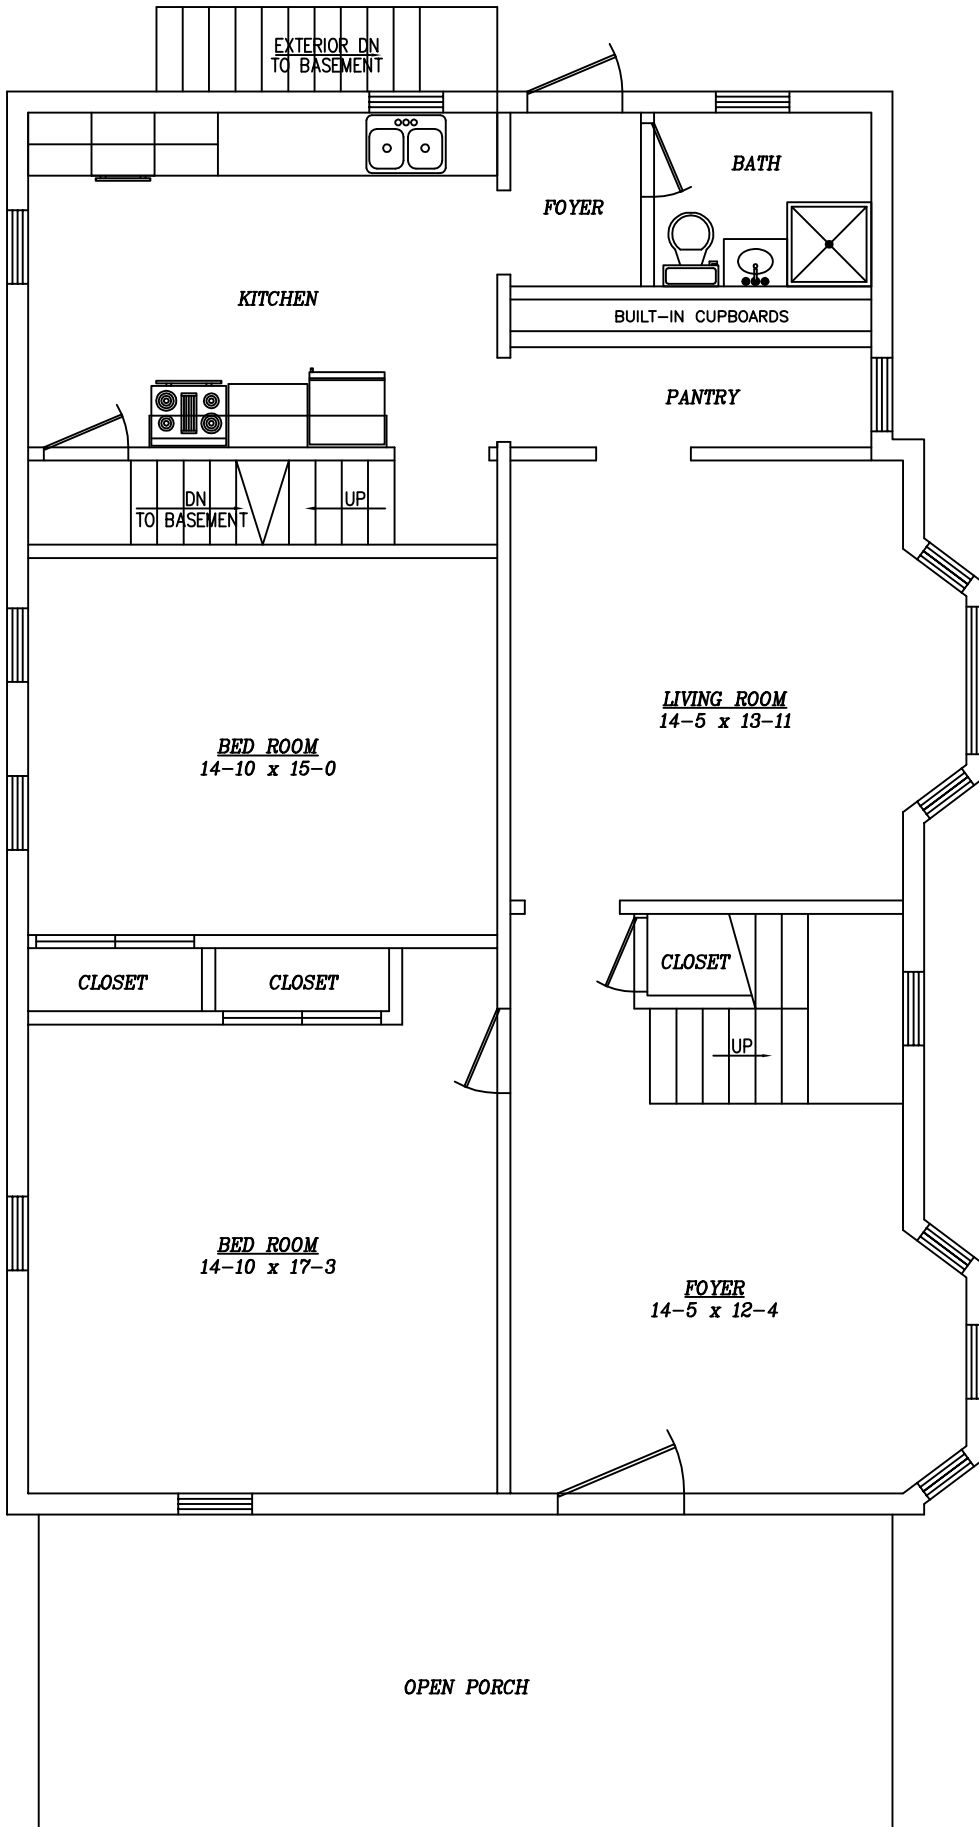 EXTERIOR DN
TO BASEMENT
BATH
FOYER
KITCHEN
BUILT-IN CUPBOARDS
PANTRY
DN
TO BASEMENT
UP
LIVING ROOM
14-5 x 13-11
BED ROOM
14-10 x 15-0
CLOSET
CLOSET
CLOSET
UP
BED ROOM
14-10 x 17-3
FOYER
14-5 x 12-4
OPEN PORCH